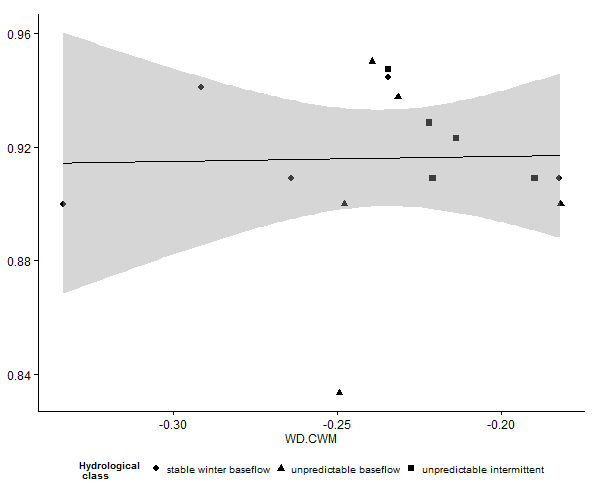 0.96
0.92
0.88
0.84
-0.30 -0.25 -0.20
WD.CWM
Hydrological
class
stable winter baseflow unpredictable baseflow unpredictable intermittent